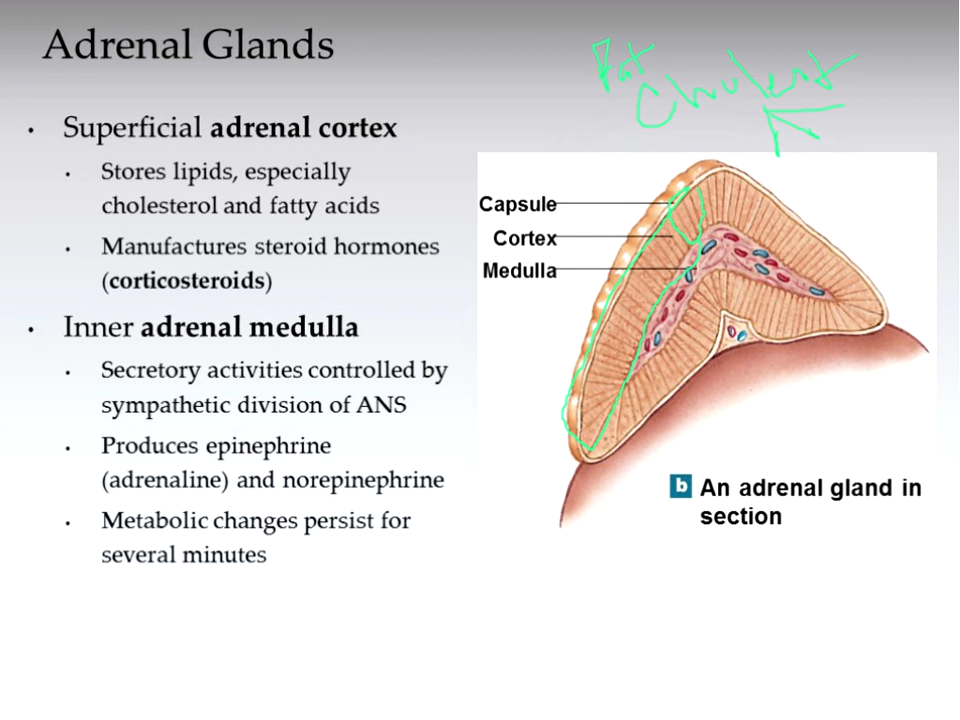 Adrenal Glands
Fat
Cholest
• Superficial adrenal cortex
• Stores lipids, especially
cholesterol and fatty acids
• Manufactures steroid hormones
(corticosteroids)
• Inner adrenal medulla
• Secretory activities controlled by
sympathetic division of ANS
• Produces epinephrine
(adrenaline) and norepinephrine
• Metabolic changes persist for
several minutes
Capsule
Cortex
Medulla
b An adrenal gland in
section